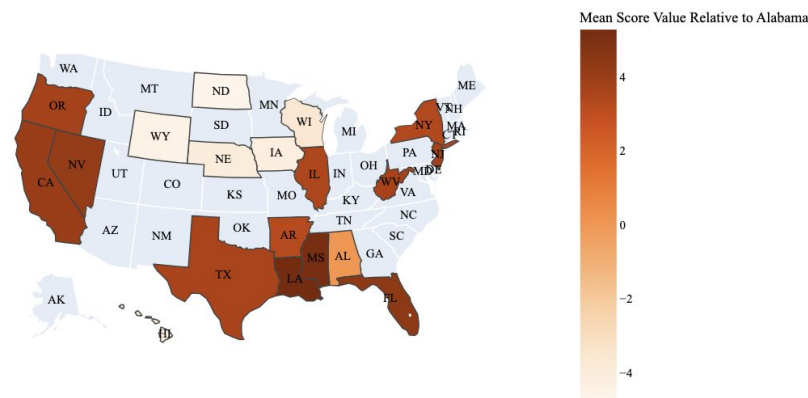 Mean Score Value Relative to Alabama
WA
ME
MT
ND
VT
NH
OR
MN
ID
SD
WI
NY
MA
CT
RI
WY
MI
IA
PA
NJ
NE
NV
OH
IL
IN
MD
DE
UT
CA
CO
WV
VA
KS
MO
KY
NC
TN
AZ
OK
NM
AR
SC
MS
AL
GA
TX
LA
AK
FL
HI
4
2
0
−2
−4